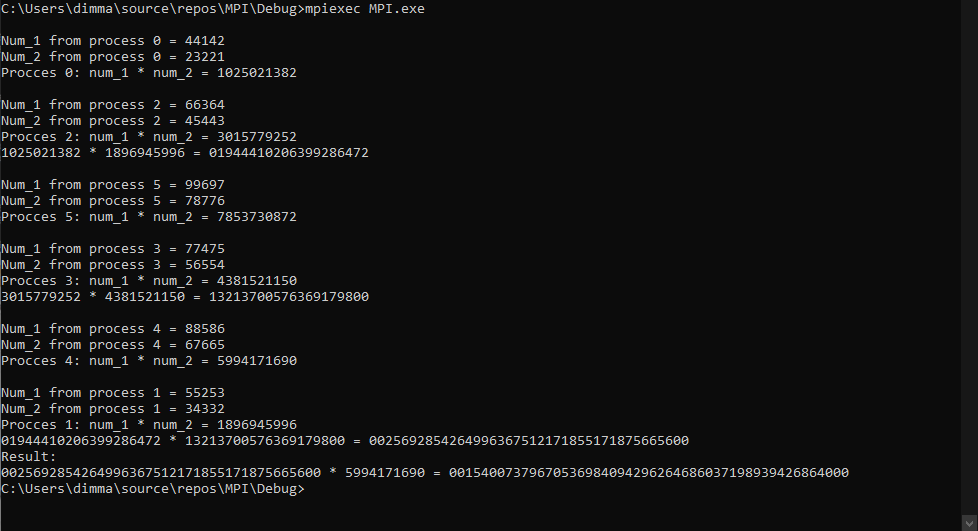 C:\Users\dimma\source\repos\MPI\Debug>mpiexec MPI.exe
Num_1 from process 0 = 44142
Num_2 from process 0 = 23221
Procces 0: num_1 * num_2 = 1025021382
Num_1 from process 2 = 66364
Num_2 from process 2 = 45443
Procces 2: num_1 * num_2 = 3015779252
1025021382 * 1896945996 = 01944410206399286472
Num_1 from process 5 = 99697
Num_2 from process 5 = 78776
Procces 5: num_1 * num_2 = 7853730872
Num_1 from process 3 = 77475
Num_2 from process 3 = 56554
Procces 3: num_1 * num_2 = 4381521150
3015779252 * 4381521150 = 13213700576369179800
Num_1 from process 4 = 88586
Num_2 from process 4 = 67665
Procces 4: num_1 * num_2 = 5994171690
Num_1 from process 1 = 55253
Num_2 from process 1 = 34332
Procces 1: num_1 * num_2 = 1896945996
01944410206399286472 * 13213700576369179800 = 0025692854264996367512171855171875665600
Result:
0025692854264996367512171855171875665600 * 5994171690 = 00154007379670536984094296264686037198939426864000
C:\Users\dimma\source\repos\MPI\Debug>